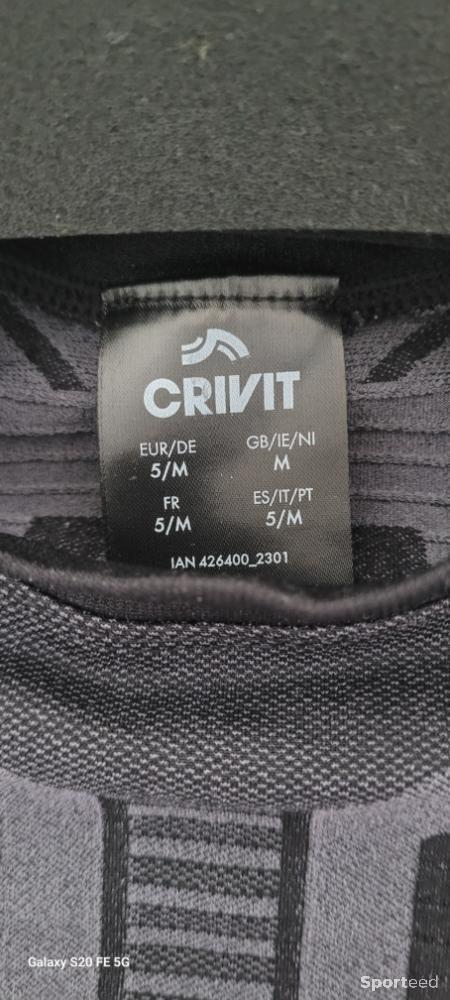 CRIVIT
EUR/DE GB/IE/NI
5/M M
FR ES/IT/PT
5/M 5/M
IAN 426400_2301
Galaxy S20 FE 5G
Sporteed